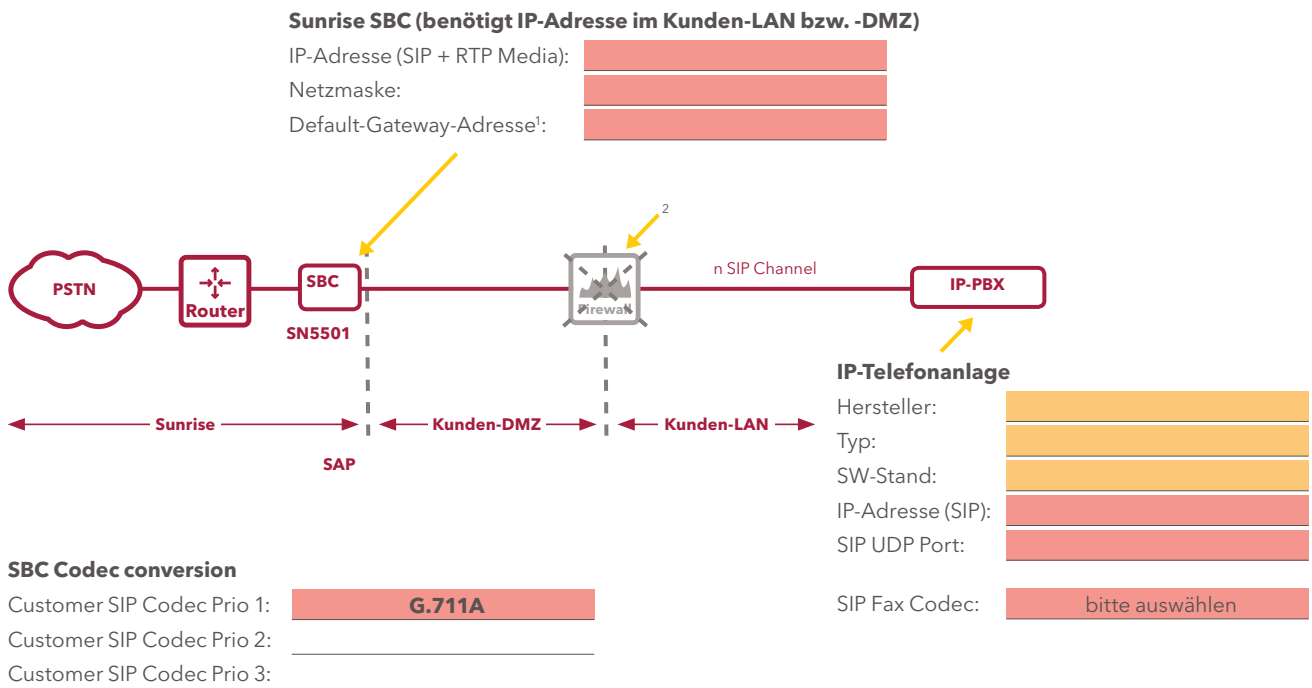 Sunrise SBC (benötigt IP-Adresse im Kunden-LAN bzw. -DMZ)
IP-Adresse (SIP + RTP Media):
Netzmaske:
Default-Gateway-Adresse¹:
2
PSTN
Router
SBC
SN5501
Firewall
n SIP Channel
IP-PBX
Sunrise
Kunden-DMZ
Kunden-LAN
SAP
IP-Telefonanlage
Hersteller:
Typ:
SW-Stand:
IP-Adresse (SIP):
SIP UDP Port:
SIP Fax Codec: bitte auswählen
SBC Codec conversion
Customer SIP Codec Prio 1: G.711A
Customer SIP Codec Prio 2:
Customer SIP Codec Prio 3: